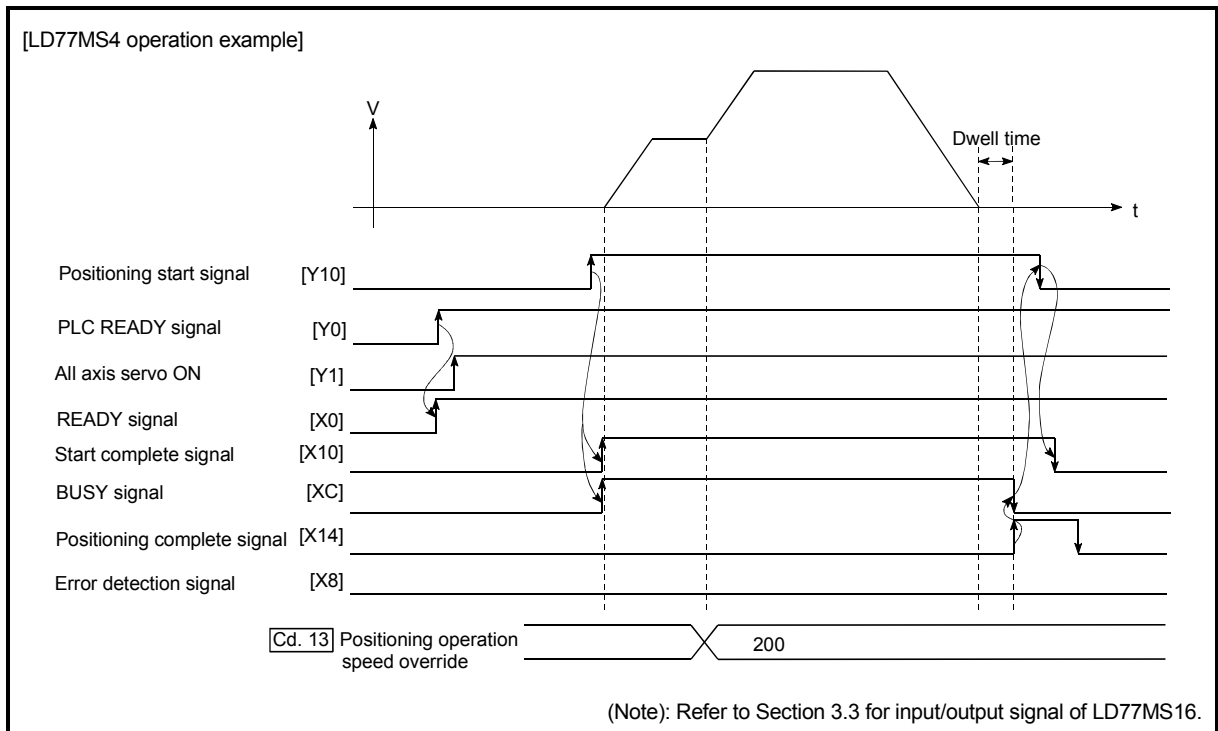 [LD77MS4 operation example]
V
Dwell time
t
Positioning start signal [Y10]
PLC READY signal [Y0]
All axis servo ON [Y1]
READY signal [X0]
Start complete signal [X10]
BUSY signal [XC]
Positioning complete signal [X14]
Error detection signal [X8]
Cd. 13 Positioning operation
speed override
200
(Note): Refer to Section 3.3 for input/output signal of LD77MS16.